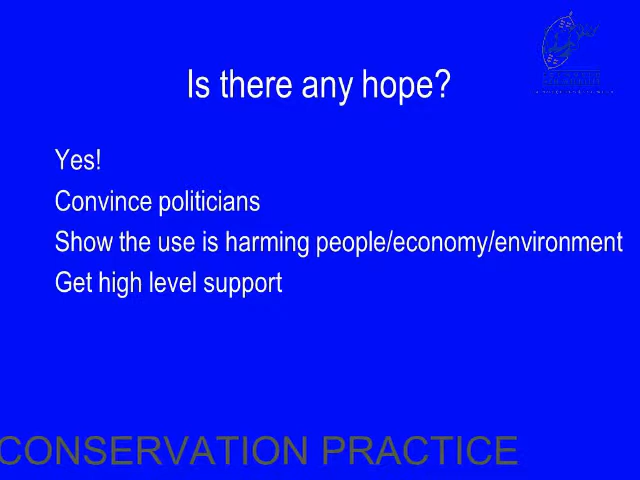 Is there any hope?
Yes!
Convince politicians
Show the use is harming people/economy/environment
Get high level support
CONSERVATION PRACTICE